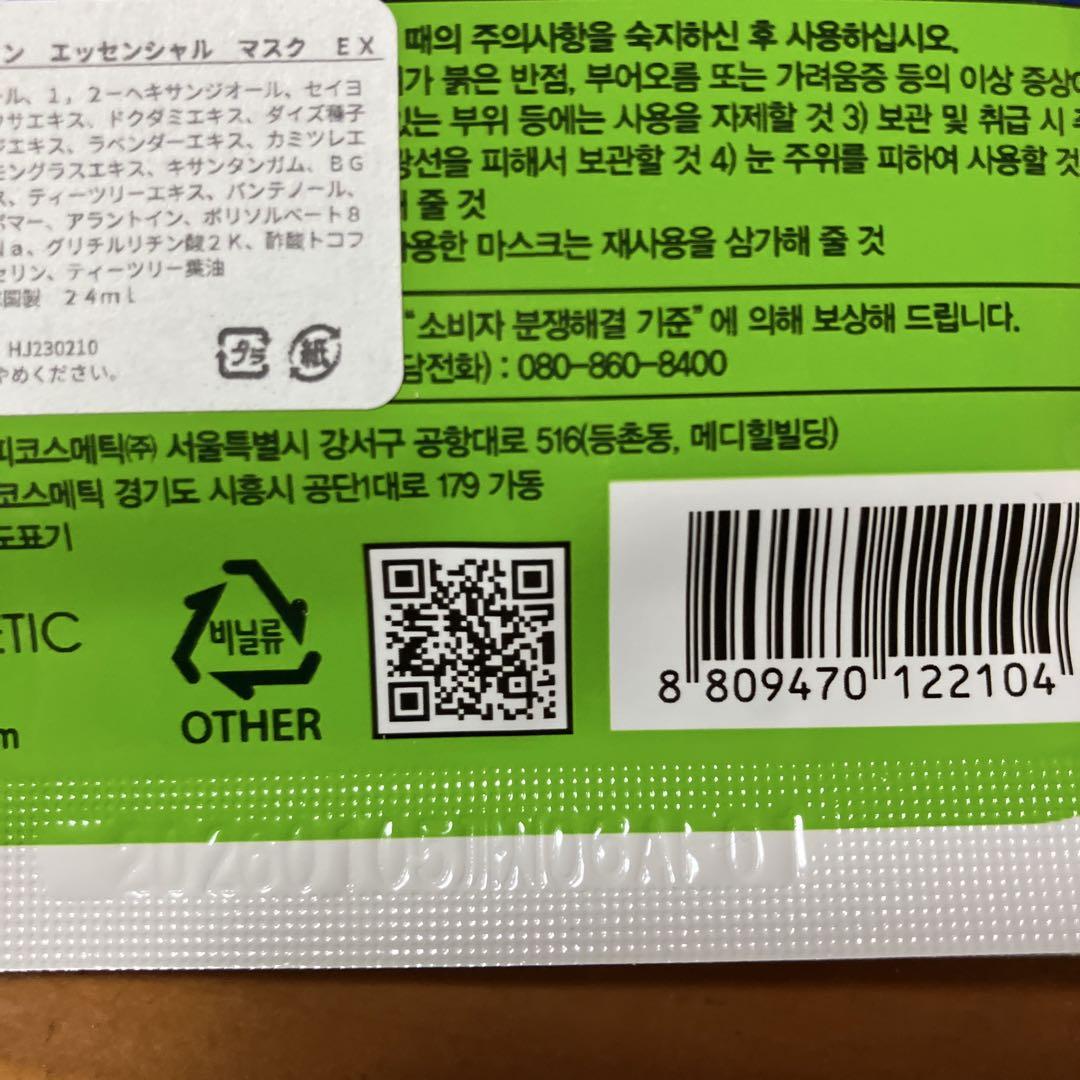 ン エッセンシャル マスク EX
ール、1，2－ヘキサンジオール、セイヨ
ウサエキス、ドクダミエキス、ダイズ種子
ジエキス、ラベンダーエキス、カミツレエ
モングラスエキス、キサンタンガム、BG
ス、ティーツリーエキス、パンテノール、
ボマー、アラントイン、ポリソルベート8
Na、グリチルリチン酸2K、酢酸トコフ
セリン、ティーツリー葉油
国製 24ml
HJ230210
やめください。
プラ
紙
때의 주의사항을 숙지하신 후 사용하십시오.
가 붉은 반점, 부어오름 또는 가려움증 등의 이상 증상
있는 부위 등에는 사용을 자제할 것 3) 보관 및 취급 시
광선을 피해서 보관할 것 4) 눈 주위를 피하여 사용할 것
줄 것
사용한 마스크는 재사용을 삼가해 줄 것
“소비자 분쟁해결 기준”에 의해 보상해 드립니다.
담전화) : 080-860-8400
피코스메틱(주) 서울특별시 강서구 공항대로 516(등촌동, 메디힐빌딩)
코스메틱 경기도 시흥시 공단1대로 179 가동
도표기
ETIC
비닐류
OTHER
m
8 809470 122104